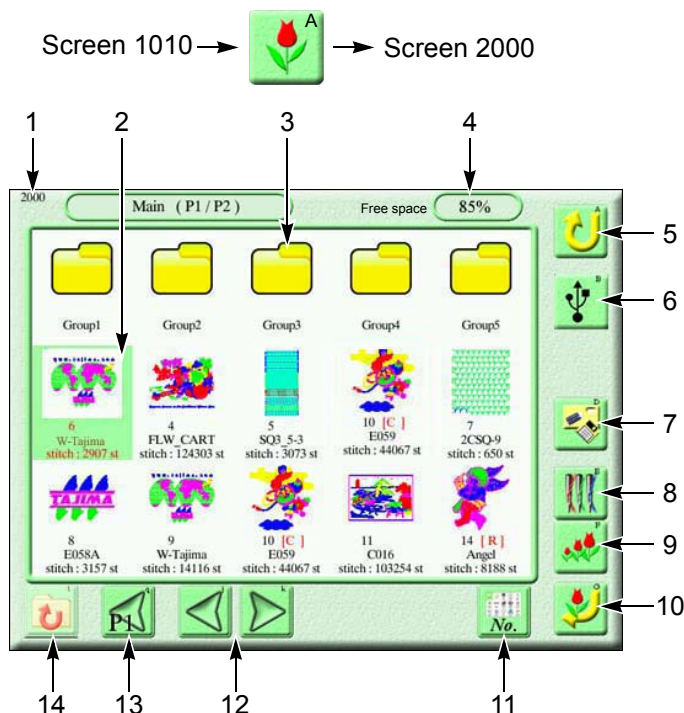 A
Screen 1010 Screen 2000
1 2 3 4
2000 Main ( P1 / P2 ) Free space 85% A
5
B
6
Group1 Group2 Group3 Group4 Group5
D
7
6 4 5 10 [C] 7
W-Tajima FLW_CART SQ3_5-3 E059 2CSQ-9
stitch : 2907 st stitch : 124303 st stitch : 3073 st stitch : 44067 st stitch : 650 st
E
8
TAJIMA
F
9
8 9 10 [C] 11 14 [R]
E058A W-Tajima E059 C016 Angel
stitch : 3157 st stitch : 14116 st stitch : 44067 st stitch : 103254 st stitch : 8188 st
P1 q j k No. O
10
14 13 12 11